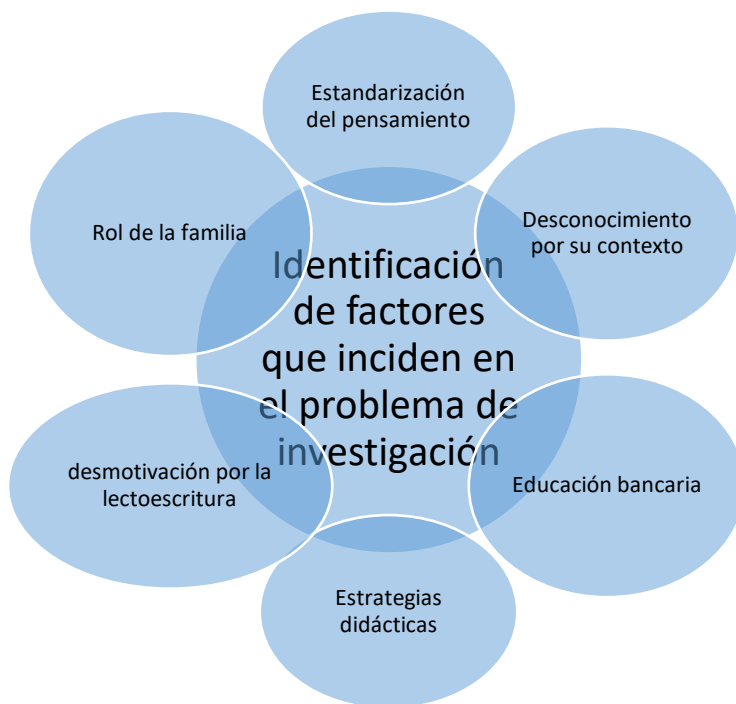 Estandarización
del pensamiento
Desconocimiento
por su contexto
Rol de la familia
Identificación
de factores
que inciden en
el problema de
investigación
desmotivación por la
lectoescritura
Educación bancaria
Estrategias
didácticas